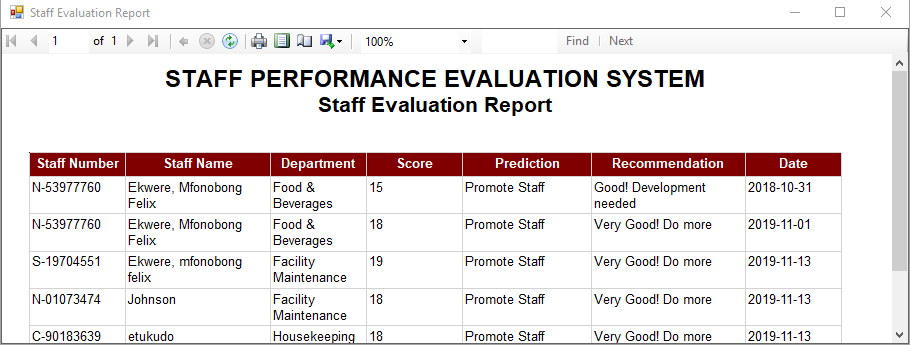 Staff Evaluation Report
1 of 1 100% Find | Next
STAFF PERFORMANCE EVALUATION SYSTEM
Staff Evaluation Report
Staff Number Staff Name Department Score Prediction Recommendation Date
N-53977760 Ekwere, Mfonobong Food & 15 Promote Staff Good! Development 2018-10-31
Felix Beverages needed
N-53977760 Ekwere, Mfonobong Food & 18 Promote Staff Very Good! Do more 2019-11-01
Felix Beverages
S-19704551 Ekwere, mfonobong Facility 19 Promote Staff Very Good! Do more 2019-11-13
felix Maintenance
N-01073474 Johnson Facility 18 Promote Staff Very Good! Do more 2019-11-13
Maintenance
C-90183639 etukudo Housekeeping 18 Promote Staff Very Good! Do more 2019-11-13